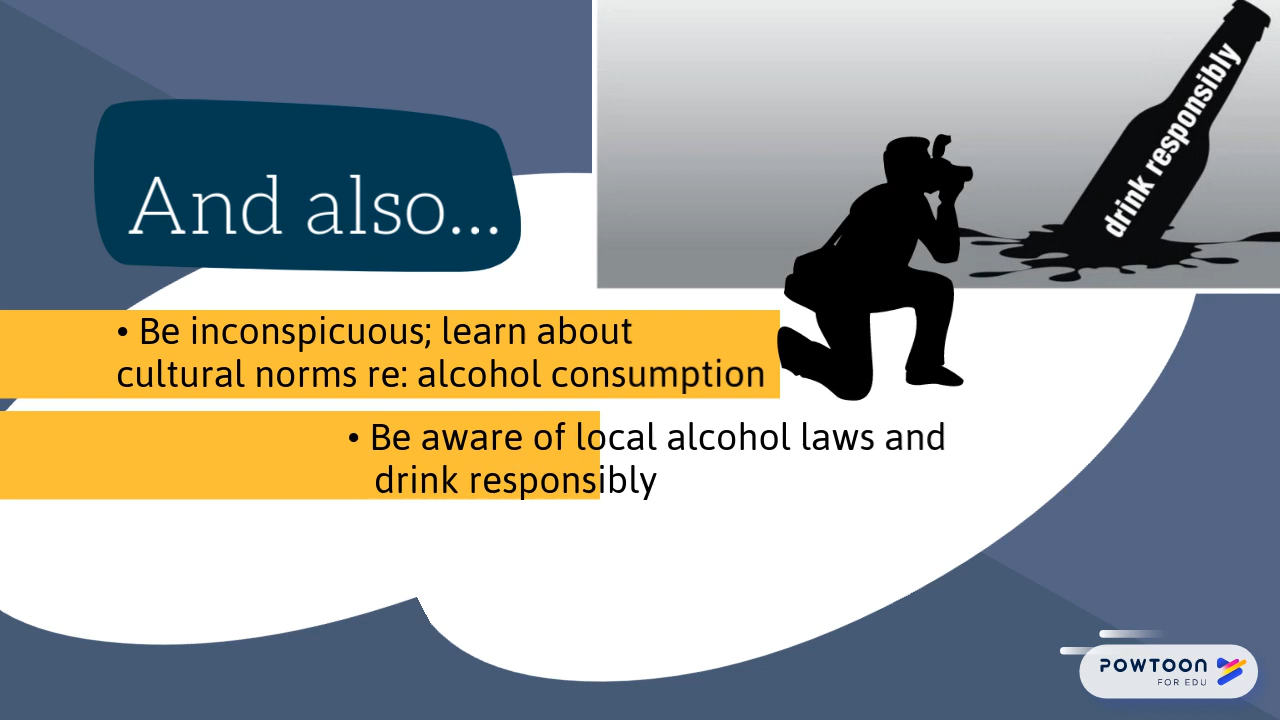 And also...
drink responsibly
• Be inconspicuous; learn about
cultural norms re: alcohol consumption
• Be aware of local alcohol laws and
drink responsibly
POWTOON
FOR EDU